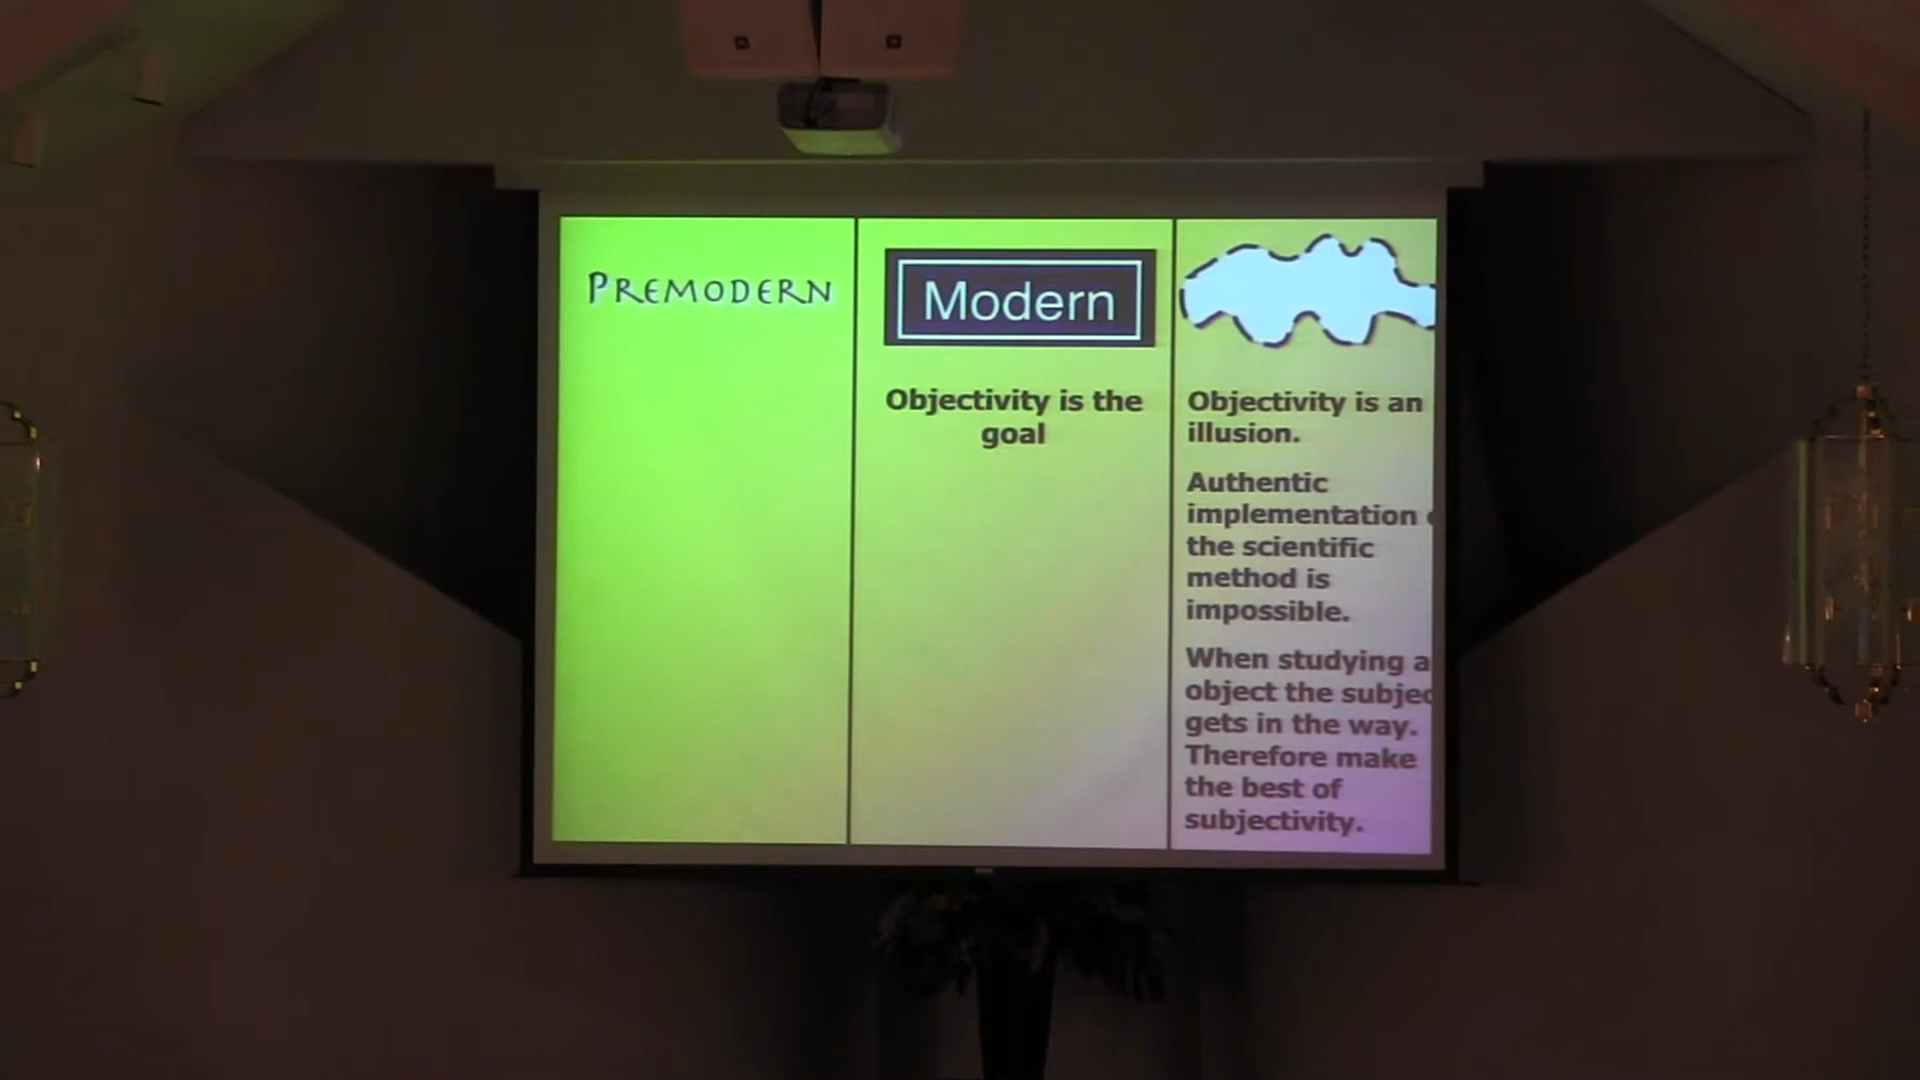 PREMODERN
Modern
Objectivity is the
goal
Objectivity is an
illusion.
Authentic
implementation
the scientific
method is
impossible.
When studying a
object the subjec
gets in the way.
Therefore make
the best of
subjectivity.